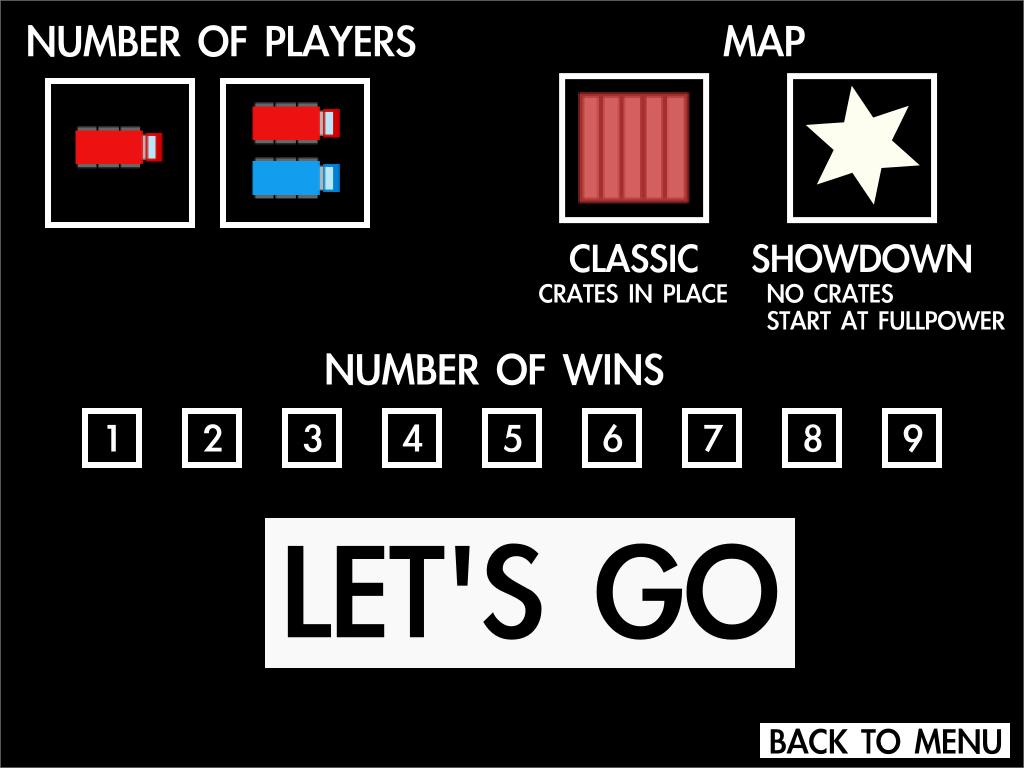 NUMBER OF PLAYERS
MAP
CLASSIC
CRATES IN PLACE
SHOWDOWN
NO CRATES
START AT FULLPOWER
NUMBER OF WINS
1 2 3 4 5 6 7 8 9
LET'S GO
BACK TO MENU